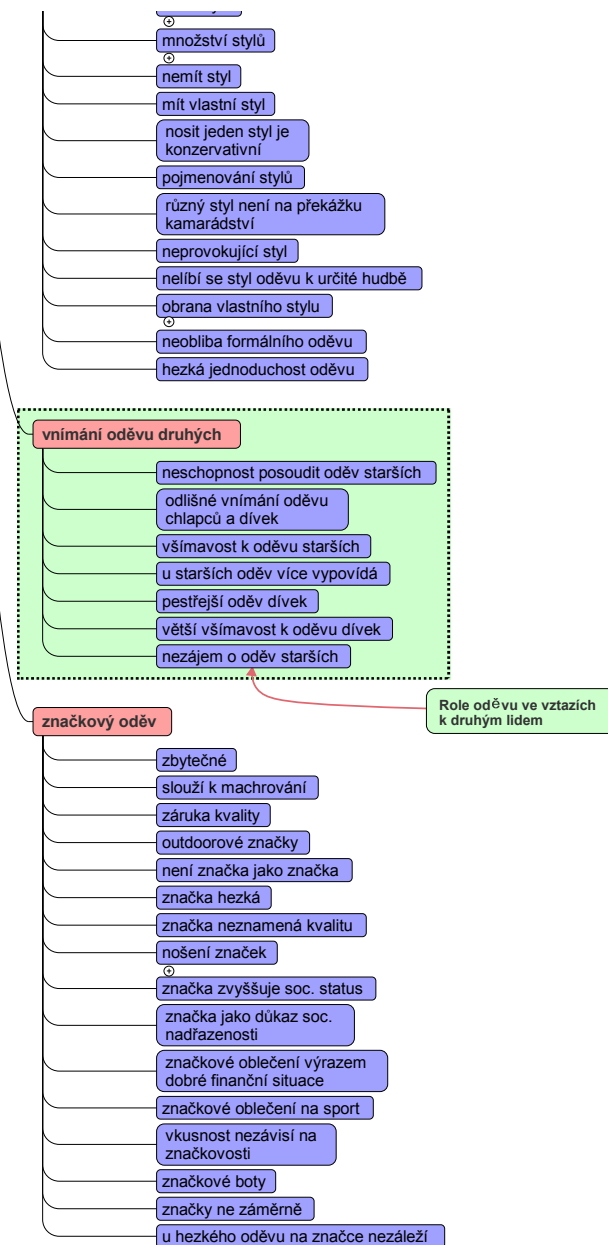 množství stylů
nemít styl
mít vlastní styl
nosit jeden styl je
konzervativní
pojmenování stylů
různý styl není na překážku
kamarádství
neprovokující styl
nelíbí se styl oděvu k určité hudbě
obrana vlastního stylu
neobliba formálního oděvu
hezká jednoduchost oděvu
vnímání oděvu druhých
neschopnost posoudit oděv starších
odlišné vnímání oděvu
chlapců a dívek
všímavost k oděvu starších
u starších oděv více vypovídá
pestřejší oděv dívek
větší všímavost k oděvu dívek
nezájem o oděv starších
Role oděvu ve vztazích
k druhým lidem
značkový oděv
zbytečné
slouží k machrování
záruka kvality
outdoorové značky
není značka jako značka
značka hezká
značka neznamená kvalitu
nošení značek
značka zvyššuje soc. status
značka jako důkaz soc.
nadřazenosti
značkové oblečení výrazem
dobré finanční situace
značkové oblečení na sport
vkusnost nezávisí na
značkovosti
značkové boty
značky ne záměrně
u hezkého oděvu na značce nezáleží